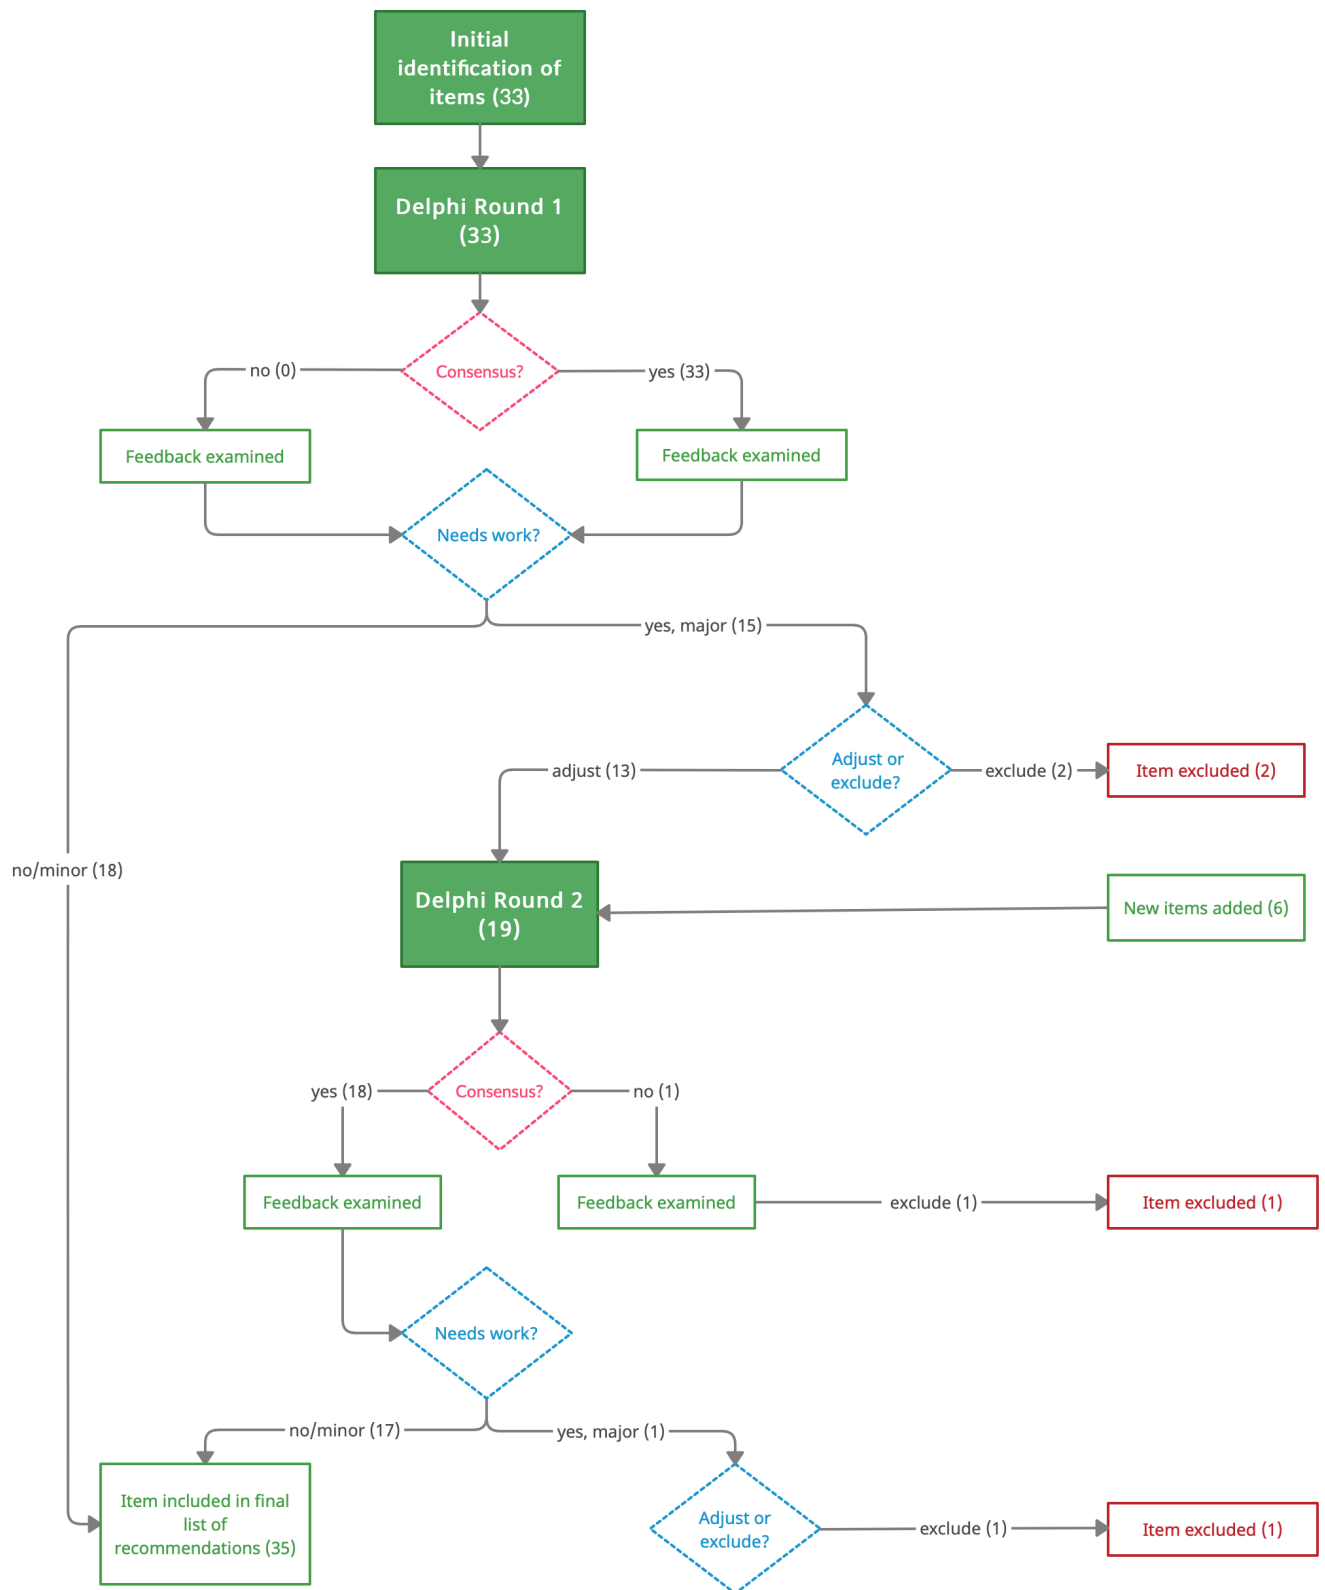 Initial
identification of
items (33)
Delphi Round 1
(33)
Consensus?
no (0)
yes (33)
Feedback examined
Feedback examined
Needs work?
yes, major (15)
Adjust or
exclude?
adjust (13)
exclude (2)
Item excluded (2)
no/minor (18)
Delphi Round 2
(19)
New items added (6)
Consensus?
yes (18)
no (1)
Feedback examined
Feedback examined
exclude (1)
Item excluded (1)
Needs work?
no/minor (17)
yes, major (1)
Item included in final
list of
recommendations (35)
Adjust or
exclude?
exclude (1)
Item excluded (1)